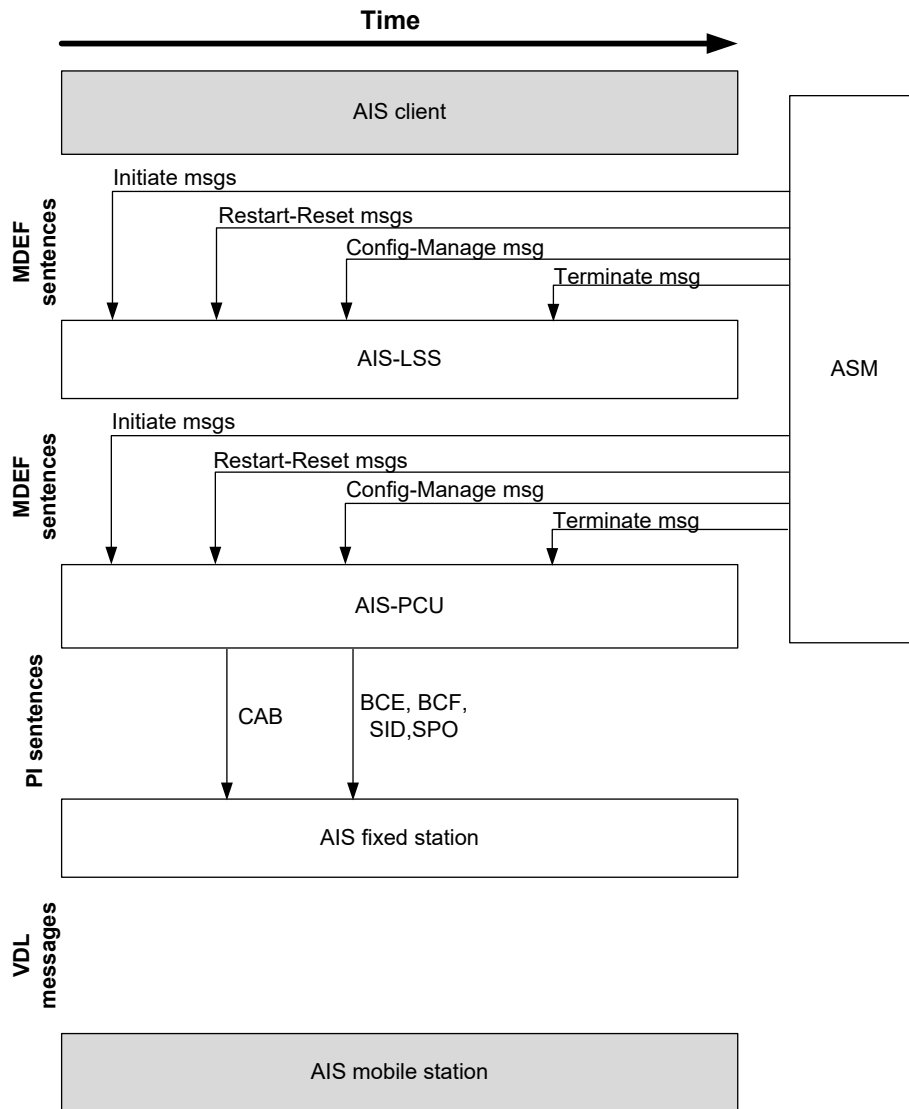 Time
AIS client
MDEF
sentences
Initiate msgs
Restart-Reset msgs
Config-Manage msg
Terminate msg
AIS-LSS
ASM
MDEF
sentences
Initiate msgs
Restart-Reset msgs
Config-Manage msg
Terminate msg
AIS-PCU
PI sentences
CAB
BCE, BCF,
SID,SPO
AIS fixed station
VDL
messages
AIS mobile station